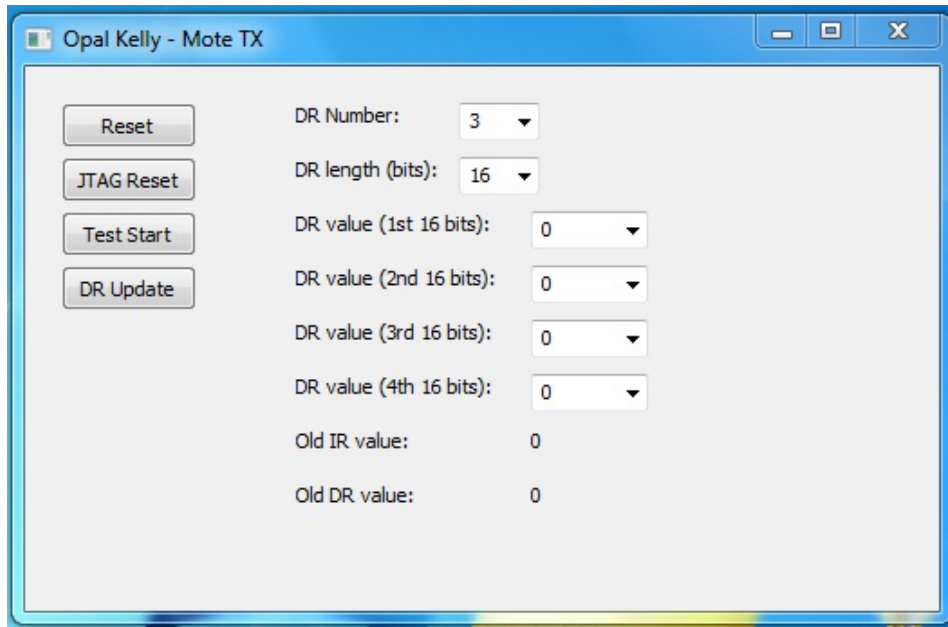 Opal Kelly - Mote TX
Reset
JTAG Reset
Test Start
DR Update
DR Number: 3
DR length (bits): 16
DR value (1st 16 bits): 0
DR value (2nd 16 bits): 0
DR value (3rd 16 bits): 0
DR value (4th 16 bits): 0
Old IR value: 0
Old DR value: 0